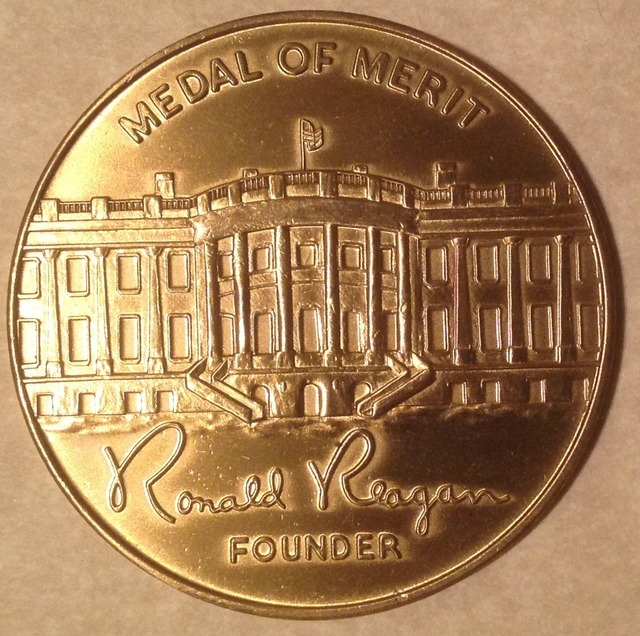 MEDAL OF MERIT
Ronald Reagan
FOUNDER